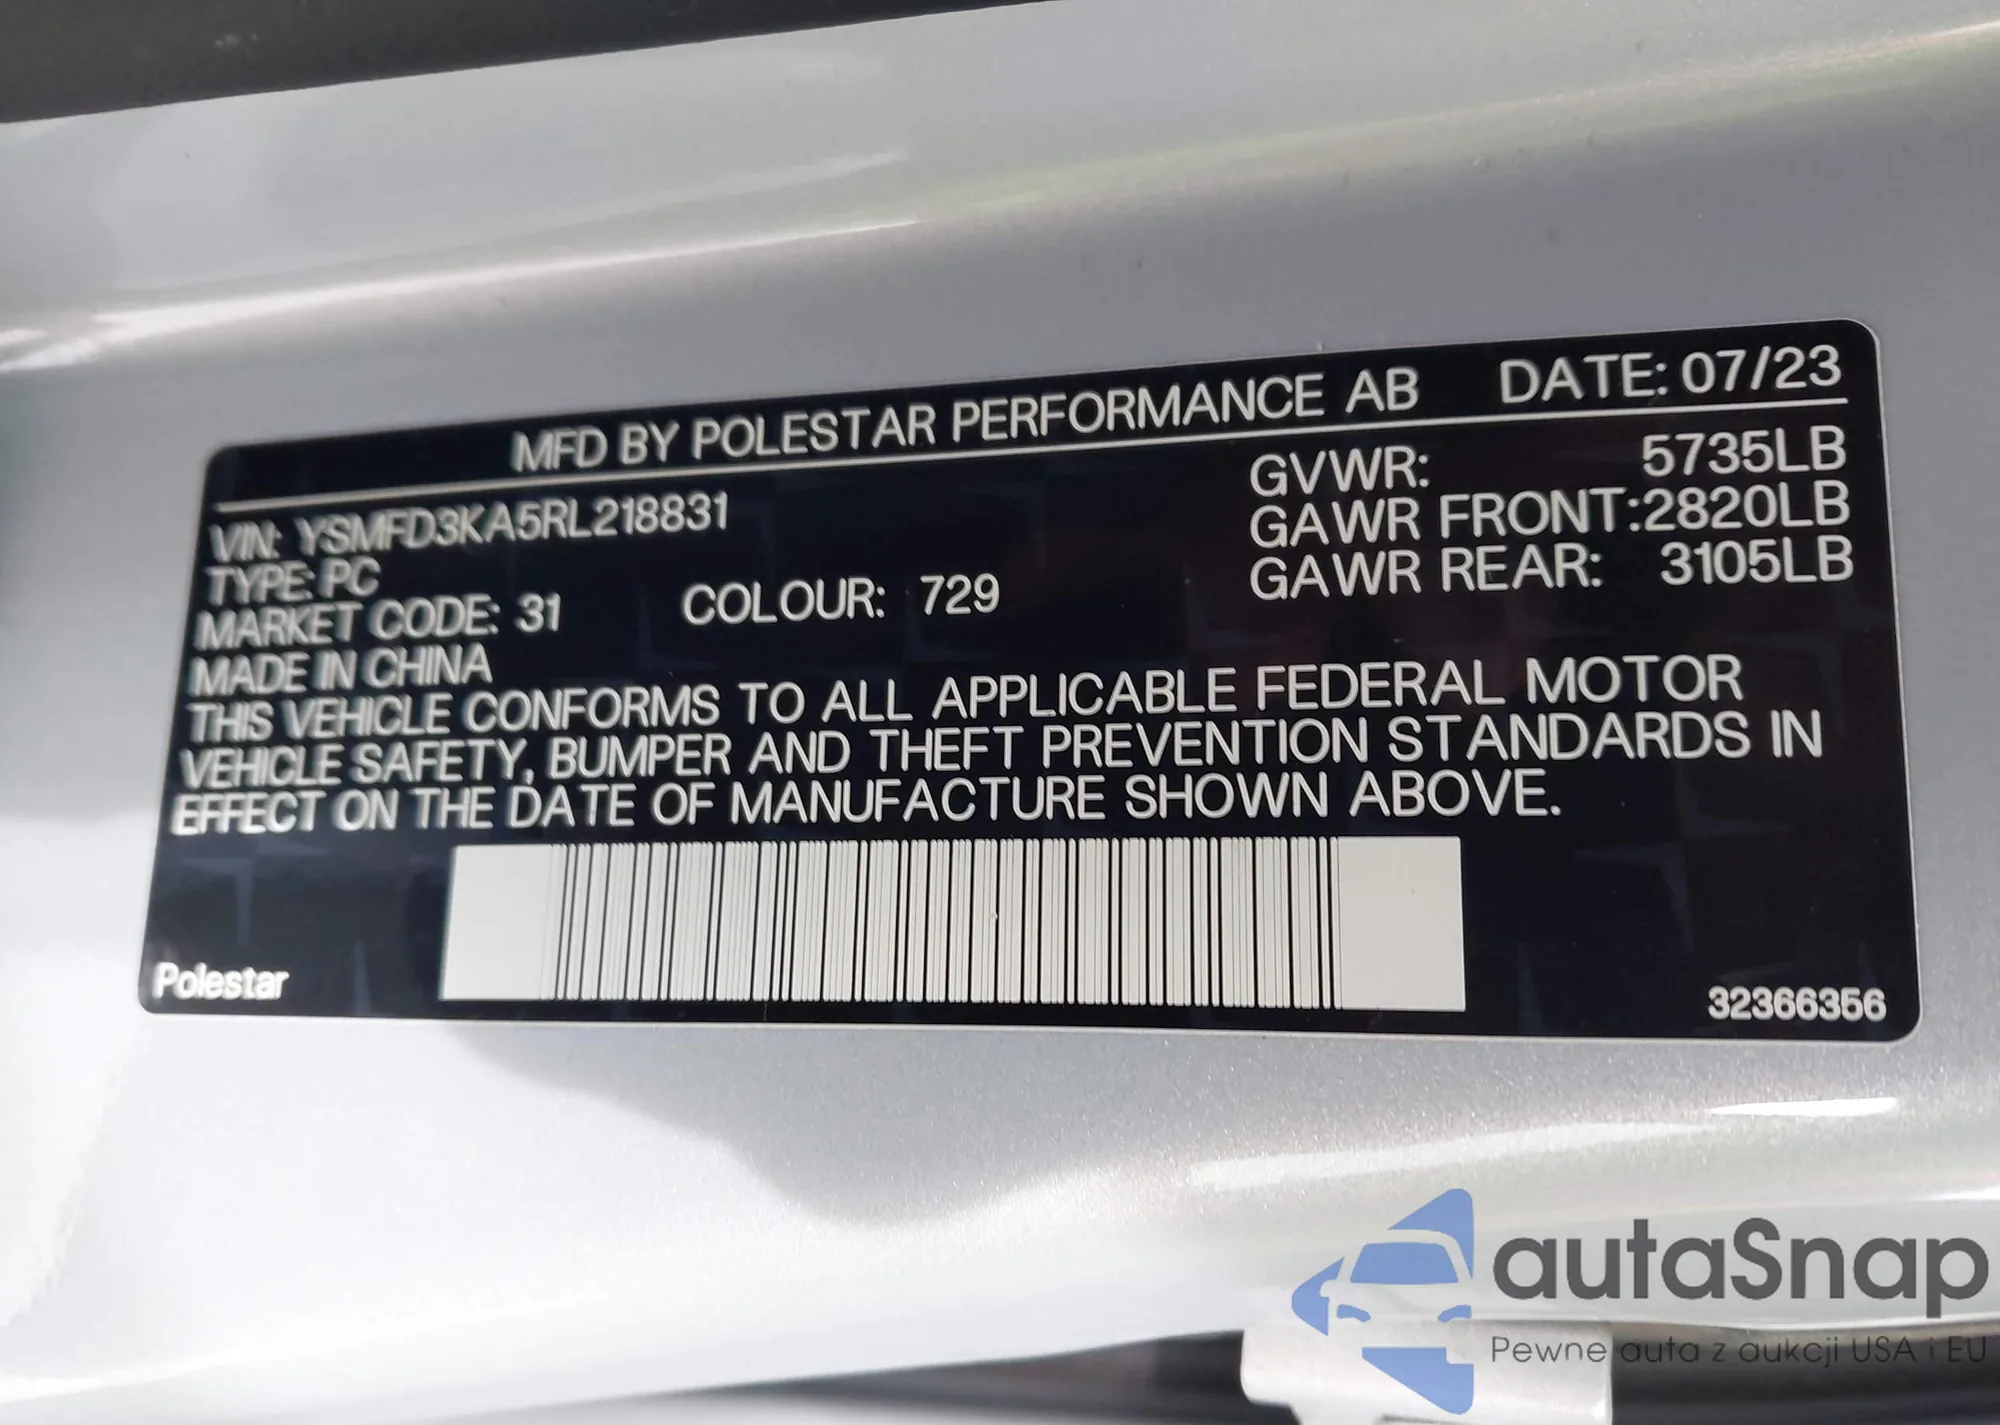 MFD BY POLESTAR PERFORMANCE AB DATE: 07/23
VIN: YSMFD3KA5RL218831
TYPE: PC
MARKET CODE: 31 COLOUR: 729
MADE IN CHINA
GVWR: 5735LB
GAWR FRONT:2820LB
GAWR REAR: 3105LB
THIS VEHICLE CONFORMS TO ALL APPLICABLE FEDERAL MOTOR
VEHICLE SAFETY, BUMPER AND THEFT PREVENTION STANDARDS IN
EFFECT ON THE DATE OF MANUFACTURE SHOWN ABOVE.
Polestar
32366356
autaSnap
Pewne auta z aukcji USA i EU